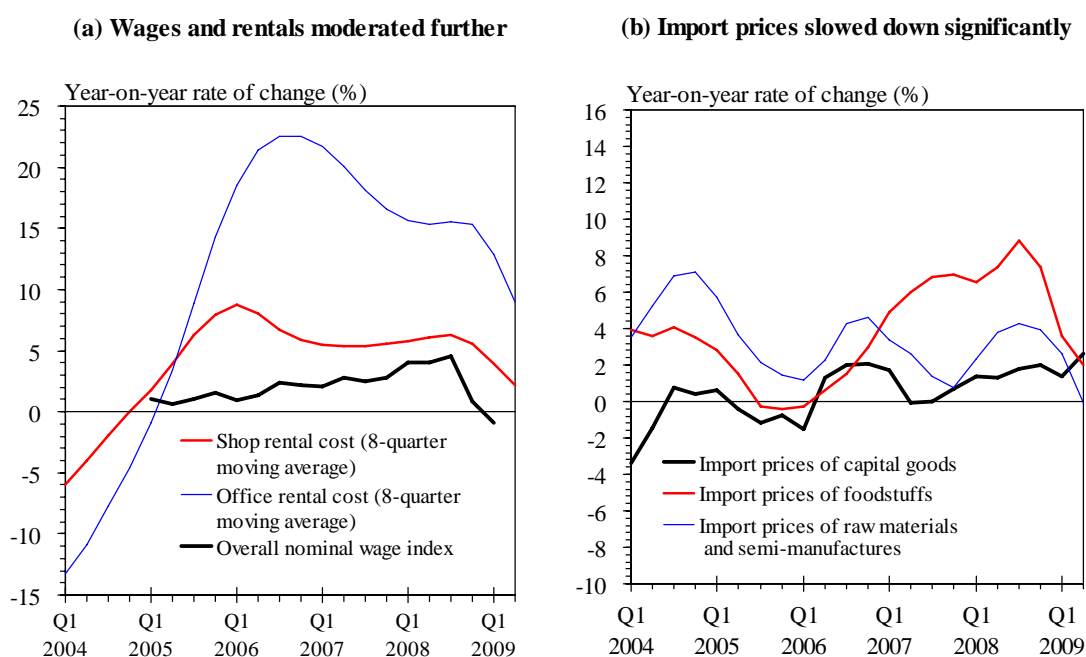 (a) Wages and rentals moderated further
Year-on-year rate of change (%)
25
20
15
10
5
0
-5
-10
-15
Shop rental cost (8-quarter
moving average)
Office rental cost (8-quarter
moving average)
Overall nominal wage index
Q1 Q1 Q1 Q1 Q1 Q1
2004 2005 2006 2007 2008 2009
(b) Import prices slowed down significantly
Year-on-year rate of change (%)
16
14
12
10
8
6
4
2
0
-2
-4
-6
-8
-10
Import prices of capital goods
Import prices of foodstuffs
Import prices of raw materials
and semi-manufactures
Q1 Q1 Q1 Q1 Q1 Q1
2004 2005 2006 2007 2008 2009